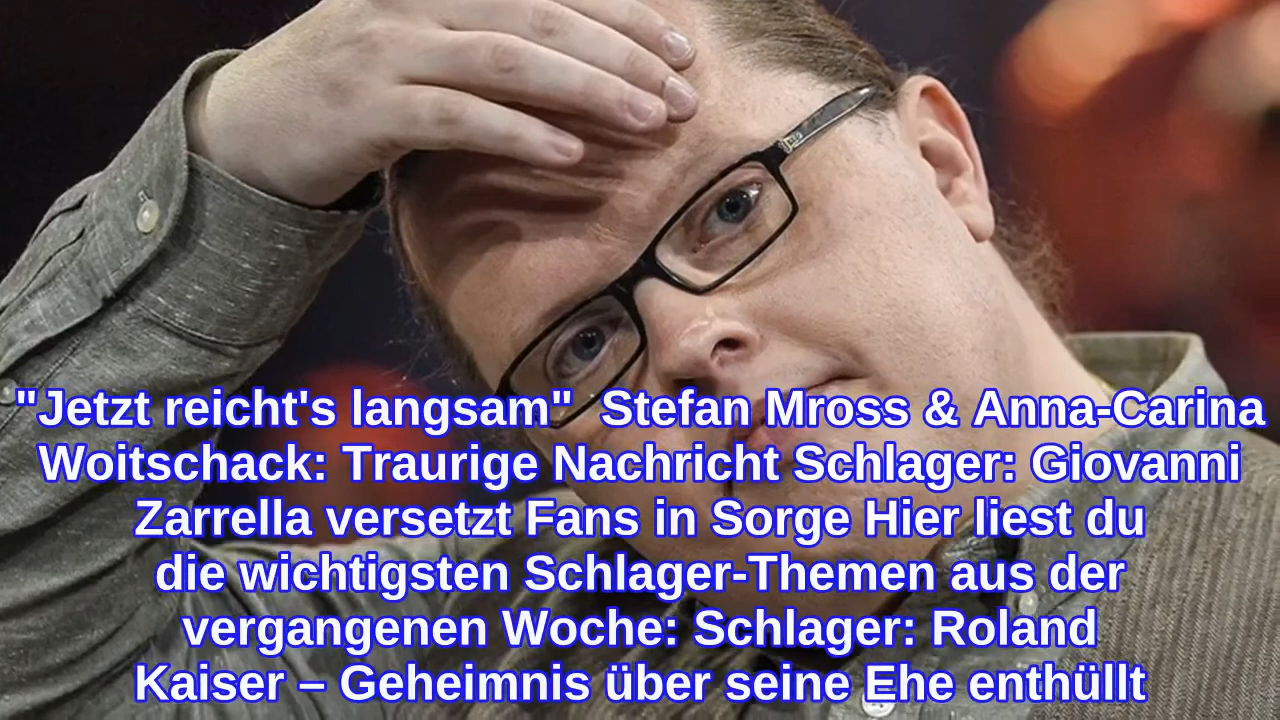 "Jetzt reicht's langsam"  Stefan Mross & Anna-Carina
Woitschack: Traurige Nachricht Schlager: Giovanni
Zarrella versetzt Fans in Sorge Hier liest du
die wichtigsten Schlager-Themen aus der
vergangenen Woche: Schlager: Roland
Kaiser – Geheimnis über seine Ehe enthüllt